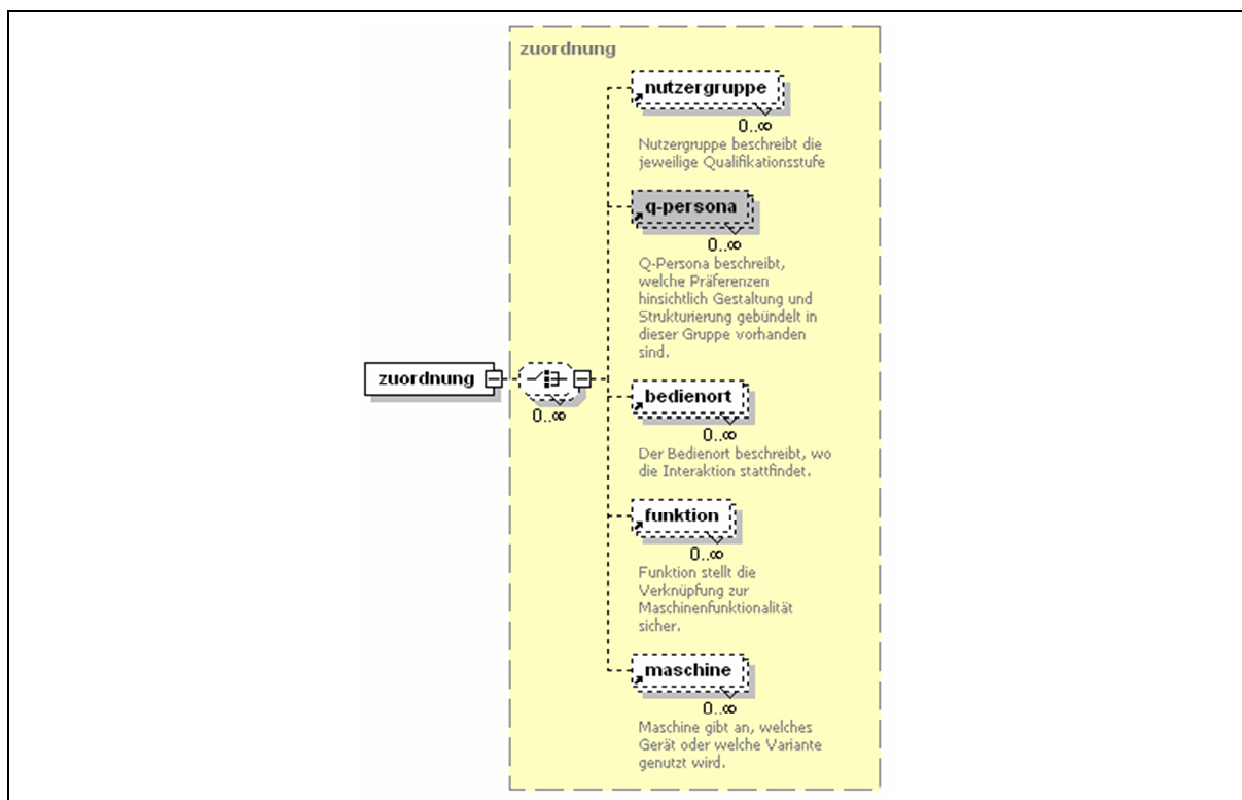 zuordnung
nutzergruppe
0..∞
Nutzergruppe beschreibt die
jeweilige Qualifikationsstufe
q-persona
0..∞
Q-Persona beschreibt,
welche Präferenzen
hinsichtlich Gestaltung und
Strukturierung gebündelt in
dieser Gruppe vorhanden
sind.
zuordnung
0..∞
bedienort
0..∞
Der Bedienort beschreibt, wo
die Interaktion stattfindet.
funktion
0..∞
Funktion stellt die
Verknüpfung zur
Maschinenfunktionalität
sicher.
maschine
0..∞
Maschine gibt an, welches
Gerät oder welche Variante
genutzt wird.